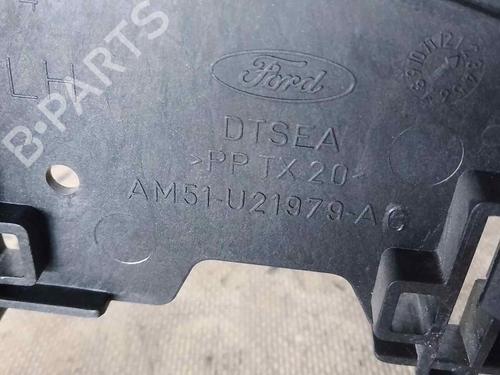 LH
Ford
DTSEA
>PP TX 20<
AM51-U21979-AC
B-PARTS